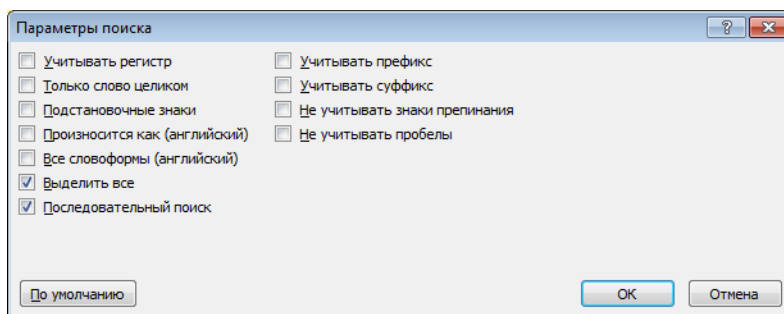 Параметры поиска
Учитывать регистр
Только слово целиком
Подстановочные знаки
Произносится как (английский)
Все словоформы (английский)
Выделить все
Последовательный поиск
Учитывать префикс
Учитывать суффикс
Не учитывать знаки препинания
Не учитывать пробелы
По умолчанию
ОК
Отмена